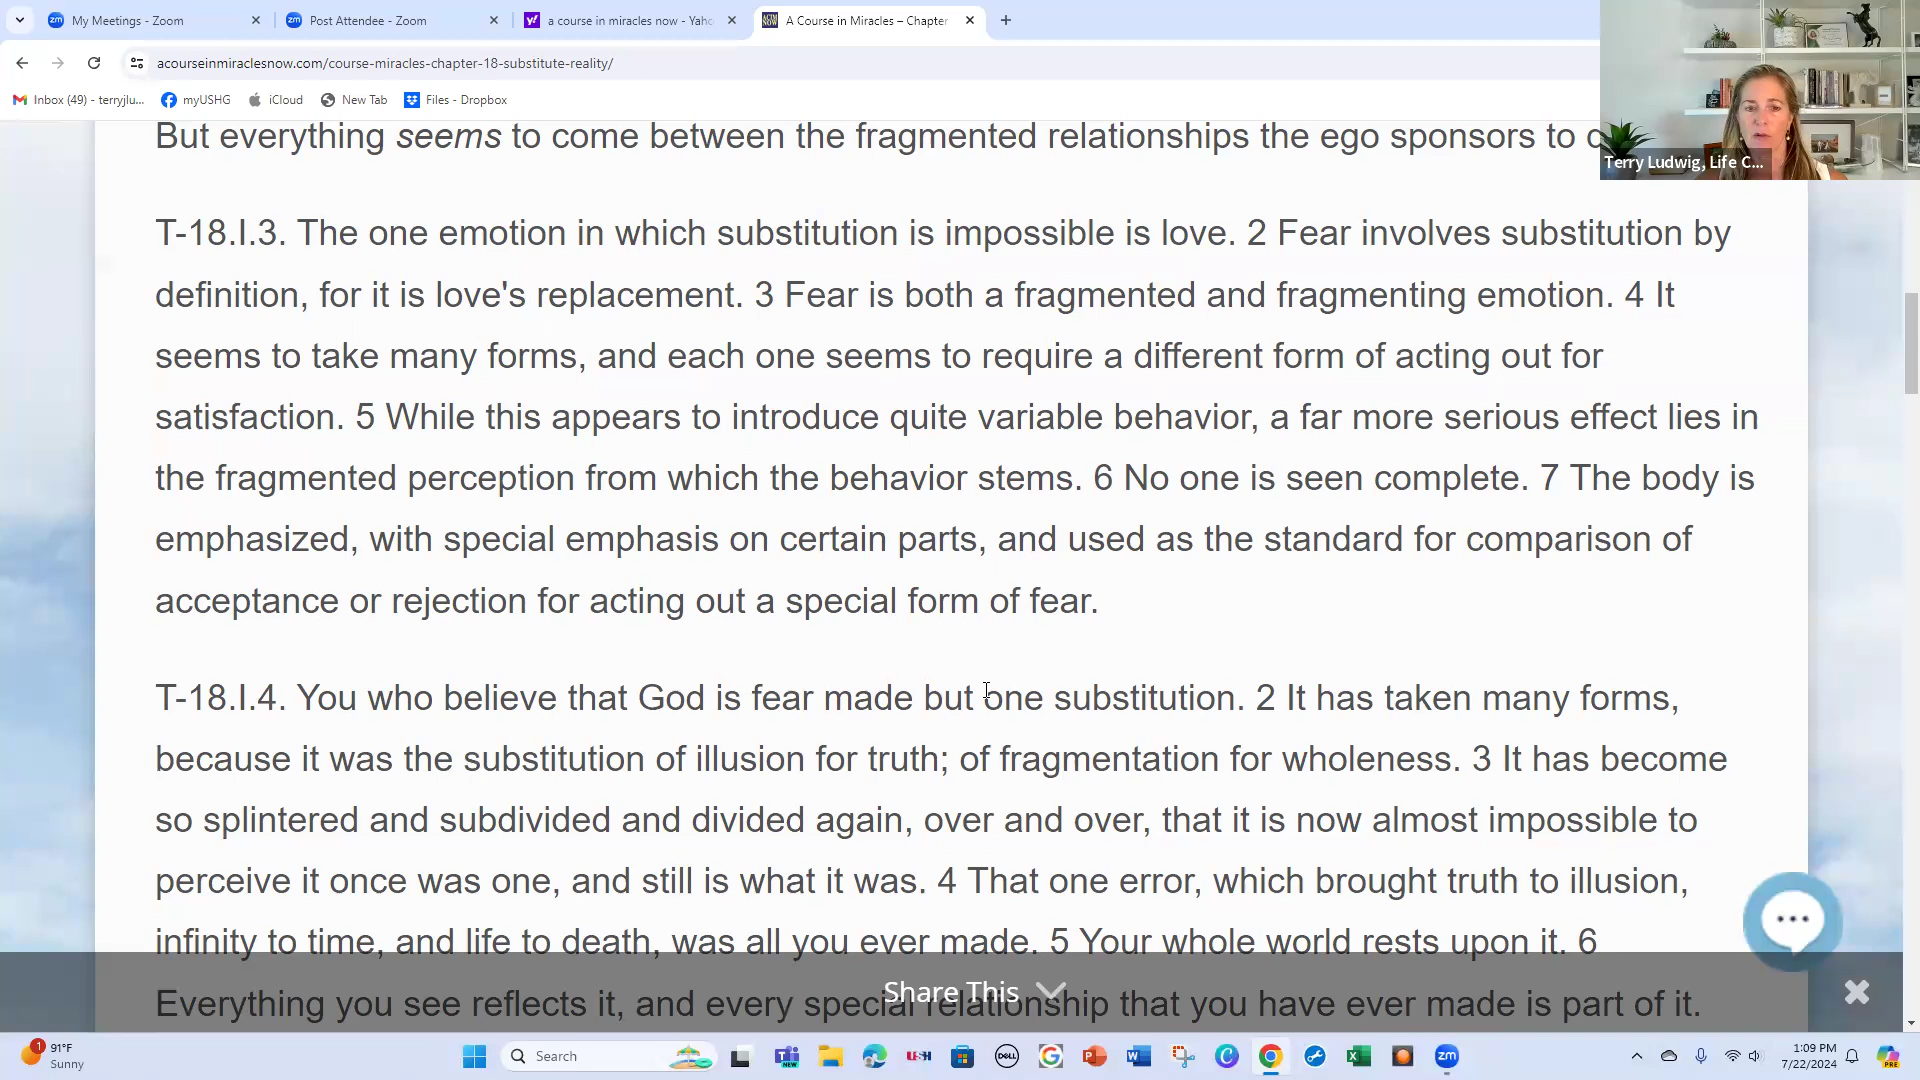 My Meetings - Zoom
Post Attendee - Zoom
a course in miracles now - Yaho
A Course in Miracles – Chapter
acourseinmiraclesnow.com/course-miracles-chapter-18-substitute-reality/
Inbox (49) - terryjlu...
myUSHG
iCloud
New Tab
Files - Dropbox
But everything seems to come between the fragmented relationships the ego sponsors to
Terry Ludwig, Life C...
T-18.I.3. The one emotion in which substitution is impossible is love. 2 Fear involves substitution by
definition, for it is love's replacement. 3 Fear is both a fragmented and fragmenting emotion. 4 It
seems to take many forms, and each one seems to require a different form of acting out for
satisfaction. 5 While this appears to introduce quite variable behavior, a far more serious effect lies in
the fragmented perception from which the behavior stems. 6 No one is seen complete. 7 The body is
emphasized, with special emphasis on certain parts, and used as the standard for comparison of
acceptance or rejection for acting out a special form of fear.
T-18.I.4. You who believe that God is fear made but one substitution. 2 It has taken many forms,
because it was the substitution of illusion for truth; of fragmentation for wholeness. 3 It has become
so splintered and subdivided and divided again, over and over, that it is now almost impossible to
perceive it once was one, and still is what it was. 4 That one error, which brought truth to illusion,
infinity to time, and life to death, was all you ever made. 5 Your whole world rests upon it. 6
Share This
Everything you see reflects it, and every special relationship that you have ever made is part of it.
1
91°F
Sunny
Search
NEW
USH
DELL
zm
1:09 PM
7/22/2024
PRE